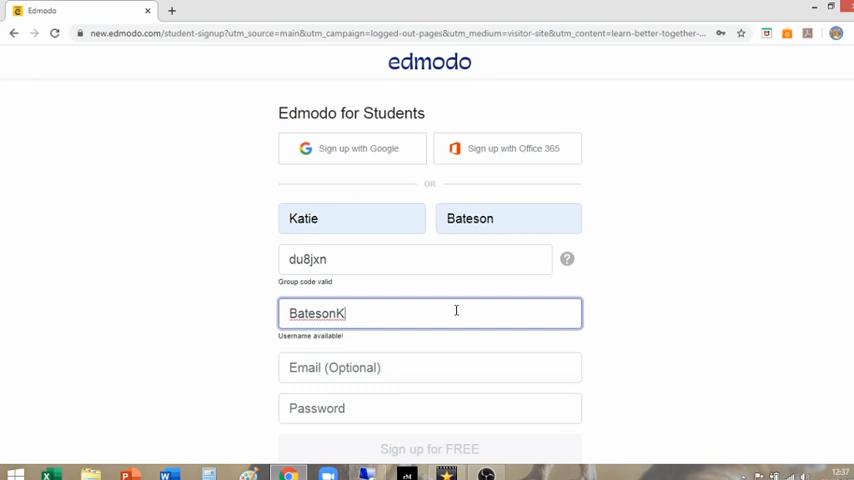 Edmodo
new.edmodo.com/student-signup?utm_source=main&utm_campaign=logged-out-pages&utm_medium=visitor-site&utm_content=learn-better-together-...
edmodo
Edmodo for Students
Sign up with Google
Sign up with Office 365
OR
Katie
Bateson
du8jxn
?
Group code valid
BatesonK
Username available!
Email (Optional)
Password
Sign up for FREE
12:37